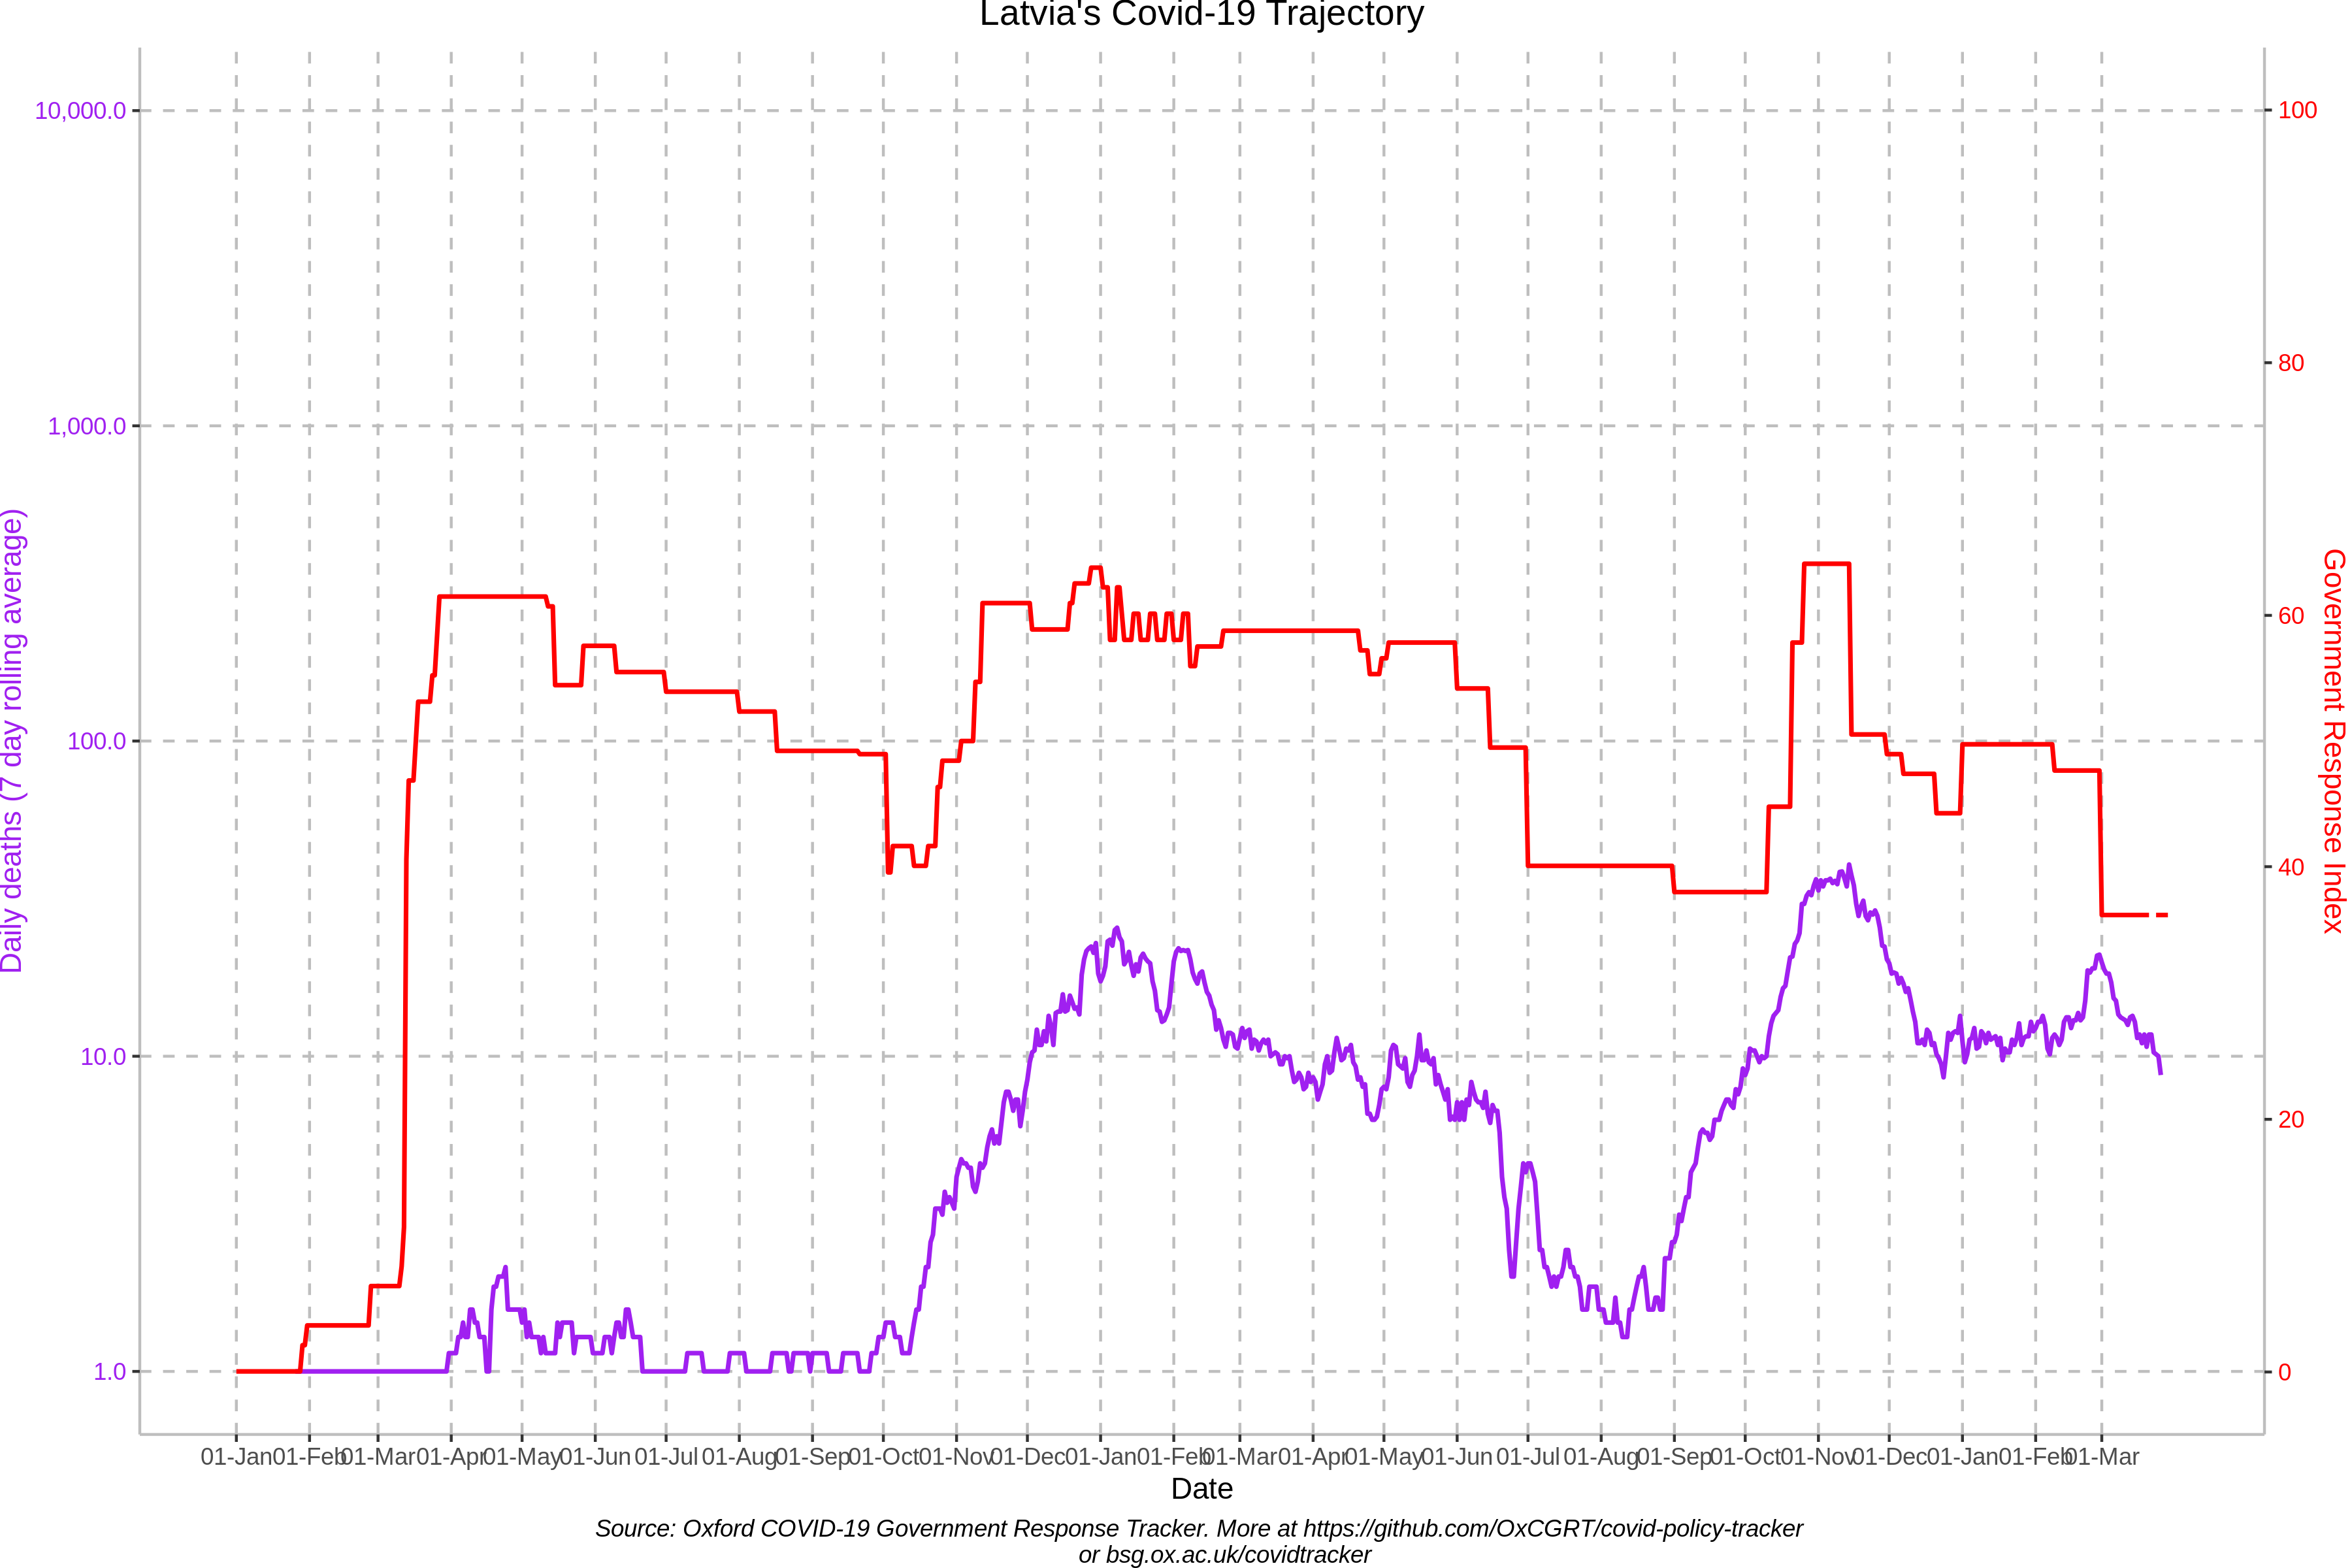 Latvia's Covid-19 Trajectory
10,000.0
1,000.0
100.0
10.0
1.0
Daily deaths (7 day rolling average)
100
80
60
40
20
0
Government Response Index
01-Jan 01-Feb 01-Mar 01-Apr 01-May 01-Jun 01-Jul 01-Aug 01-Sep 01-Oct 01-Nov 01-Dec 01-Jan 01-Feb 01-Mar 01-Apr 01-May 01-Jun 01-Jul 01-Aug 01-Sep 01-Oct 01-Nov 01-Dec 01-Jan 01-Feb 01-Mar
Date
Source: Oxford COVID-19 Government Response Tracker. More at https://github.com/OxCGRT/covid-policy-tracker
or bsg.ox.ac.uk/covidtracker